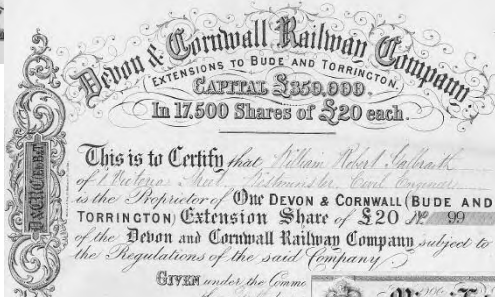 Devon & Cornwall Railway Company.
EXTENSIONS TO BUDE AND TORRINGTON.
CAPITAL £350,000.
In 17,500 Shares of £20 each.
This is to Certify that William Robert Galbraith
of 1 Victoria Street Westminster, Civil Engineer
is the Proprietor of One DEVON & CORNWALL (BUDE AND
TORRINGTON) Extension Share of £20 No. 99
of the Devon and Cornwall Railway Company subject to
the Regulations of the said Company
GIVEN under the Commo